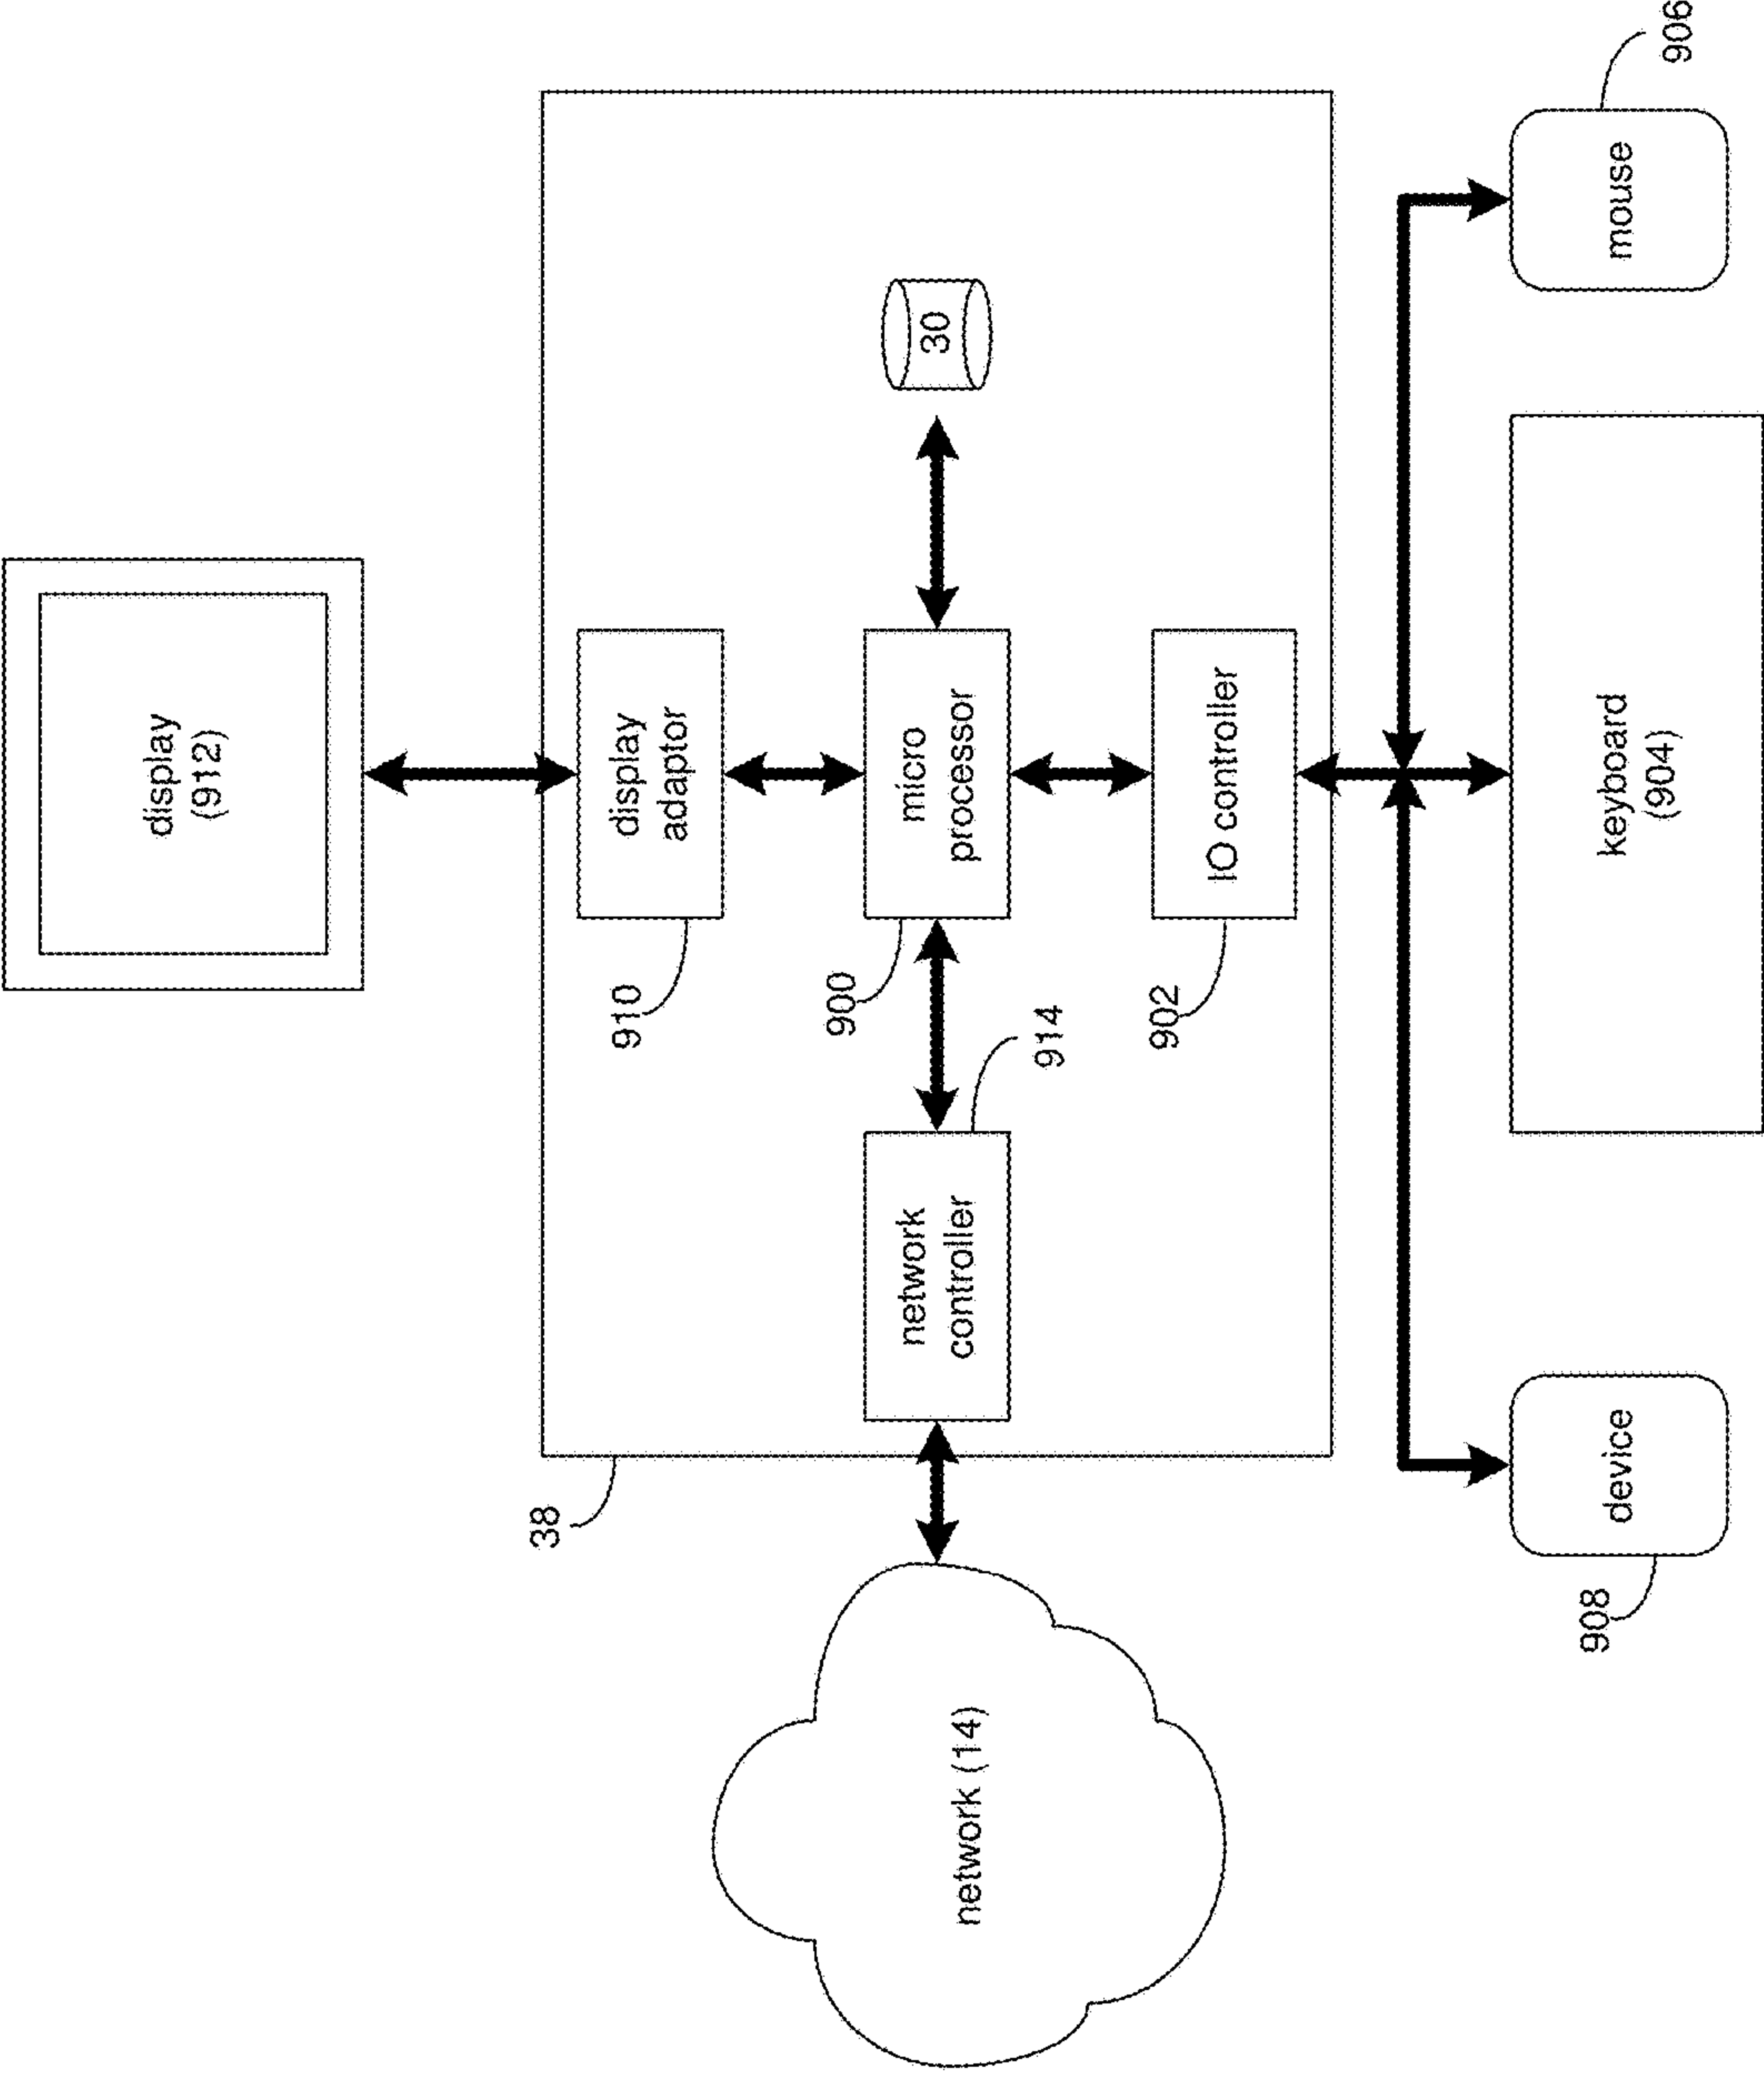 display
(912)
display
adaptor
910
micro
processor
900
30
IO controller
902
network
controller
914
38
network (14)
keyboard
(904)
mouse
906
device
908